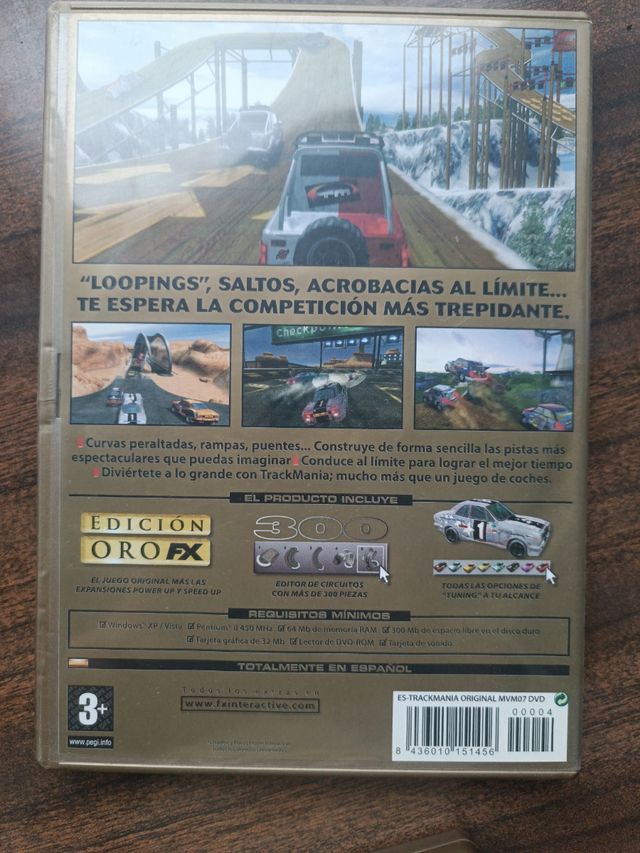 “LOOPINGS”, SALTOS, ACROBACIAS AL LÍMITE...
TE ESPERA LA COMPETICIÓN MÁS TREPIDANTE.
checkpoint
Curvas peraltadas, rampas, puentes... Construye de forma sencilla las pistas más
espectaculares que puedas imaginar Conduce al límite para lograr el mejor tiempo
Diviértete a lo grande con TrackMania; mucho más que un juego de coches.
EL PRODUCTO INCLUYE
EDICIÓN
ORO FX
EL JUEGO ORIGINAL MÁS LAS
EXPANSIONES POWER UP Y SPEED UP
300
EDITOR DE CIRCUITOS
CON MÁS DE 300 PIEZAS
1
TODAS LAS OPCIONES DE
"TUNING" A TU ALCANCE
REQUISITOS MÍNIMOS
Windows® XP / Vista Pentium® II 450 MHz 64 Mb de memoria RAM 300 Mb de espacio libre en el disco duro
Tarjeta gráfica de 32 Mb Lector de DVD-ROM Tarjeta de sonido
TOTALMENTE EN ESPAÑOL
3+
www.pegi.info
Todos los extras en
www.fxinteractive.com
ES-TRACKMANIA ORIGINAL MVM07 DVD
00004
8 436010 151456